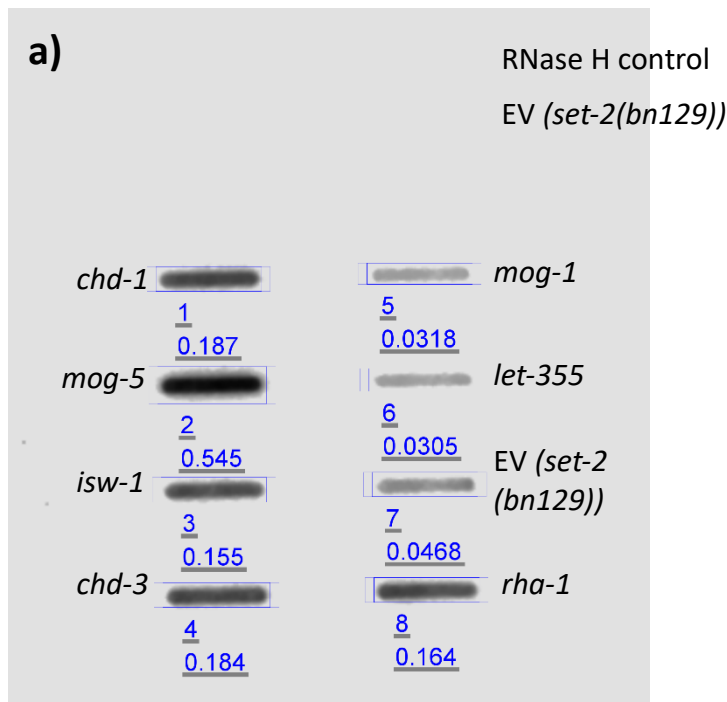 a)
RNase H control
EV (set-2(bn129))
chd-1
1
0.187
mog-5
2
0.545
isw-1
3
0.155
chd-3
4
0.184
mog-1
5
0.0318
let-355
6
0.0305
EV (set-2
(bn129))
7
0.0468
rha-1
8
0.164